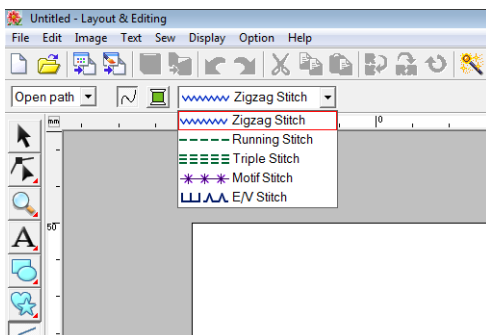 Untitled - Layout & Editing
File Edit Image Text Sew Display Option Help
Open path Zigzag Stitch
mm 0
Zigzag Stitch
Running Stitch
Triple Stitch
Motif Stitch
E/V Stitch
50
A